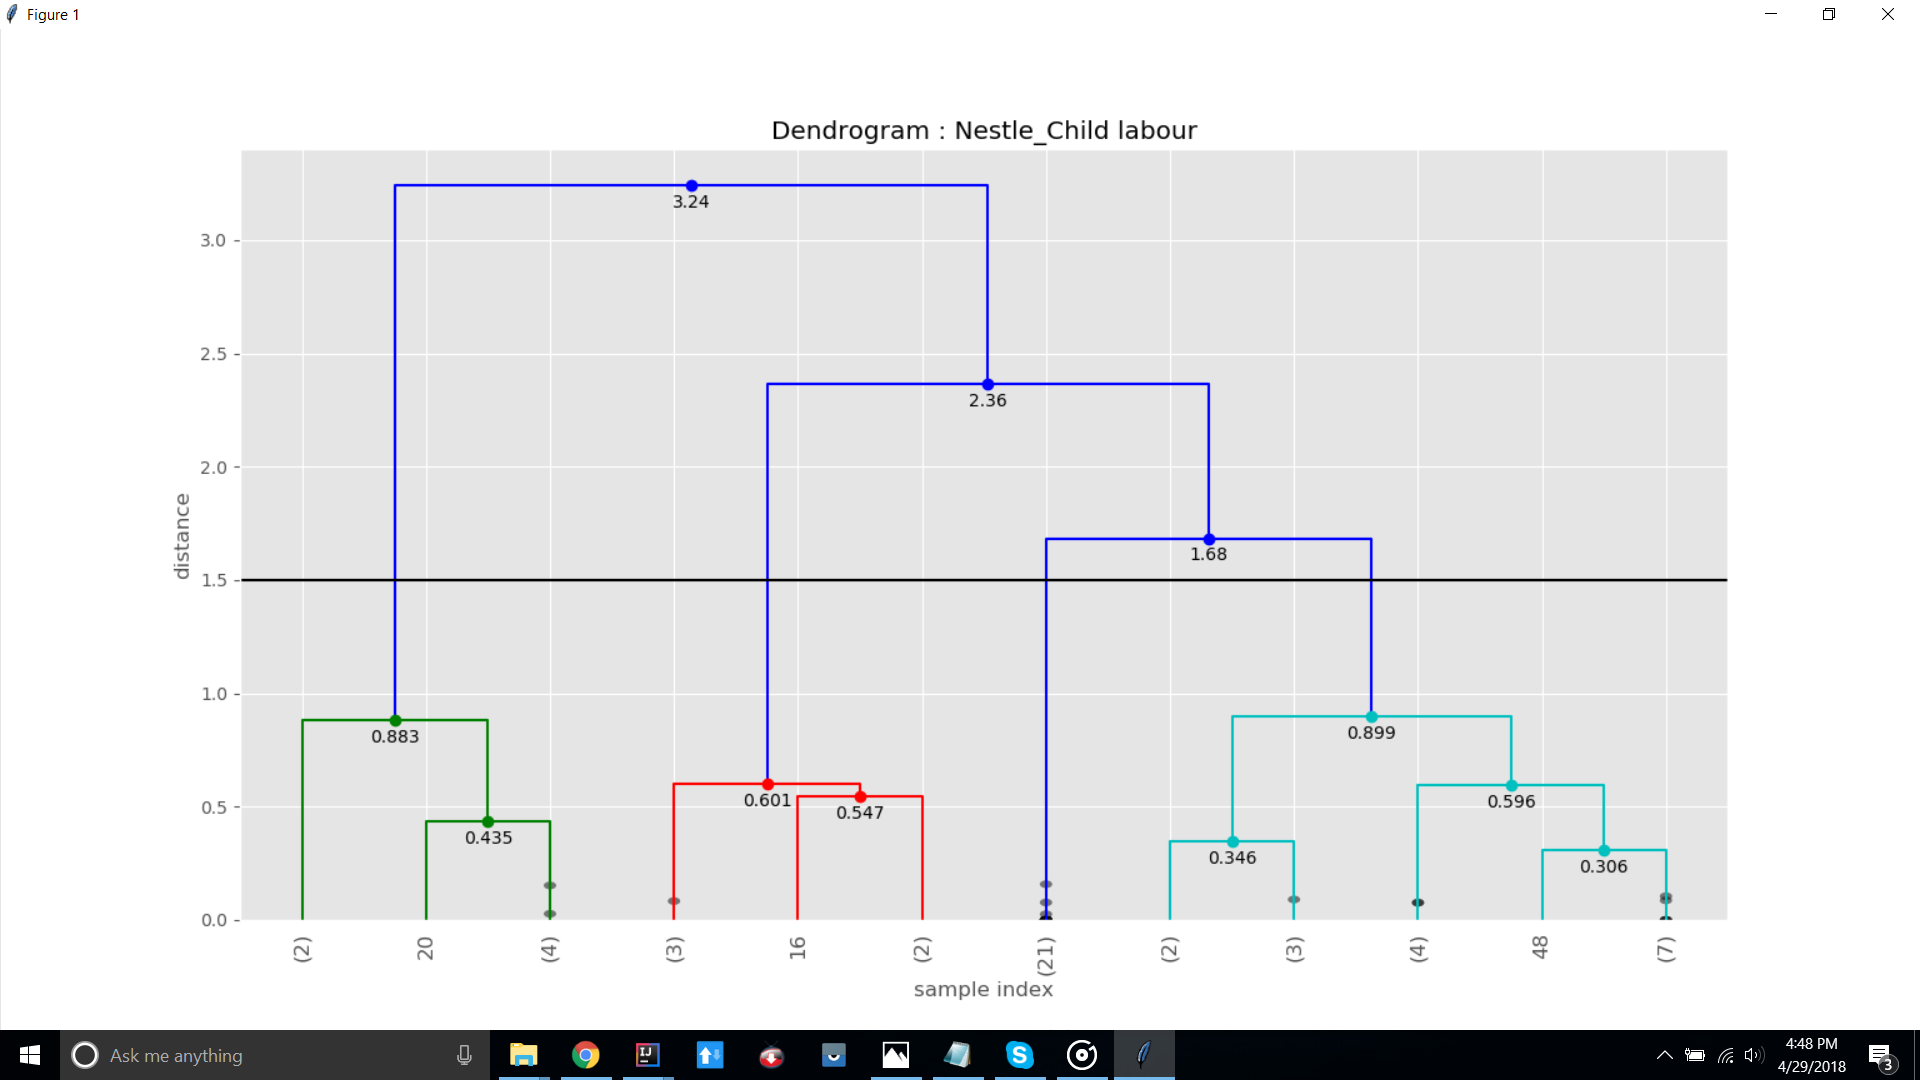 Figure 1
Dendrogram : Nestle_Child labour
3.24
3.0
2.5
2.36
2.0
distance
1.68
1.5
1.0
0.883
0.899
0.601
0.547
0.596
0.5
0.435
0.346
0.306
0.0
(2) 20 (4) (3) 16 (2) (21) (2) (3) (4) 48 (7)
sample index
Ask me anything
IJ
S
4:48 PM
4/29/2018
3